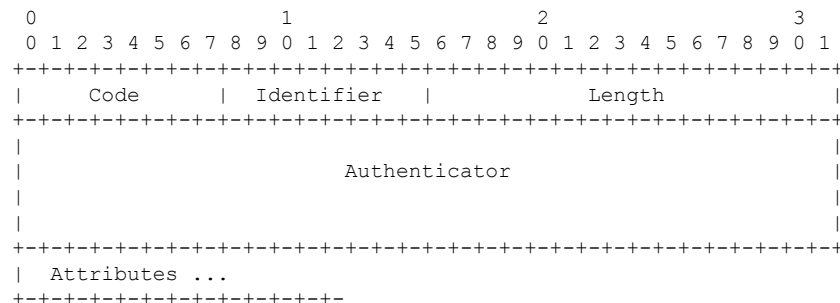 0                   1                   2                   3
 0 1 2 3 4 5 6 7 8 9 0 1 2 3 4 5 6 7 8 9 0 1 2 3 4 5 6 7 8 9 0 1
+-+-+-+-+-+-+-+-+-+-+-+-+-+-+-+-+-+-+-+-+-+-+-+-+-+-+-+-+-+-+-+-+
|     Code      |  Identifier   |            Length             |
+-+-+-+-+-+-+-+-+-+-+-+-+-+-+-+-+-+-+-+-+-+-+-+-+-+-+-+-+-+-+-+-+
|                                                               |
|                         Authenticator                         |
|                                                               |
|                                                               |
+-+-+-+-+-+-+-+-+-+-+-+-+-+-+-+-+-+-+-+-+-+-+-+-+-+-+-+-+-+-+-+-+
|  Attributes ...
+-+-+-+-+-+-+-+-+-+-+-+-+-